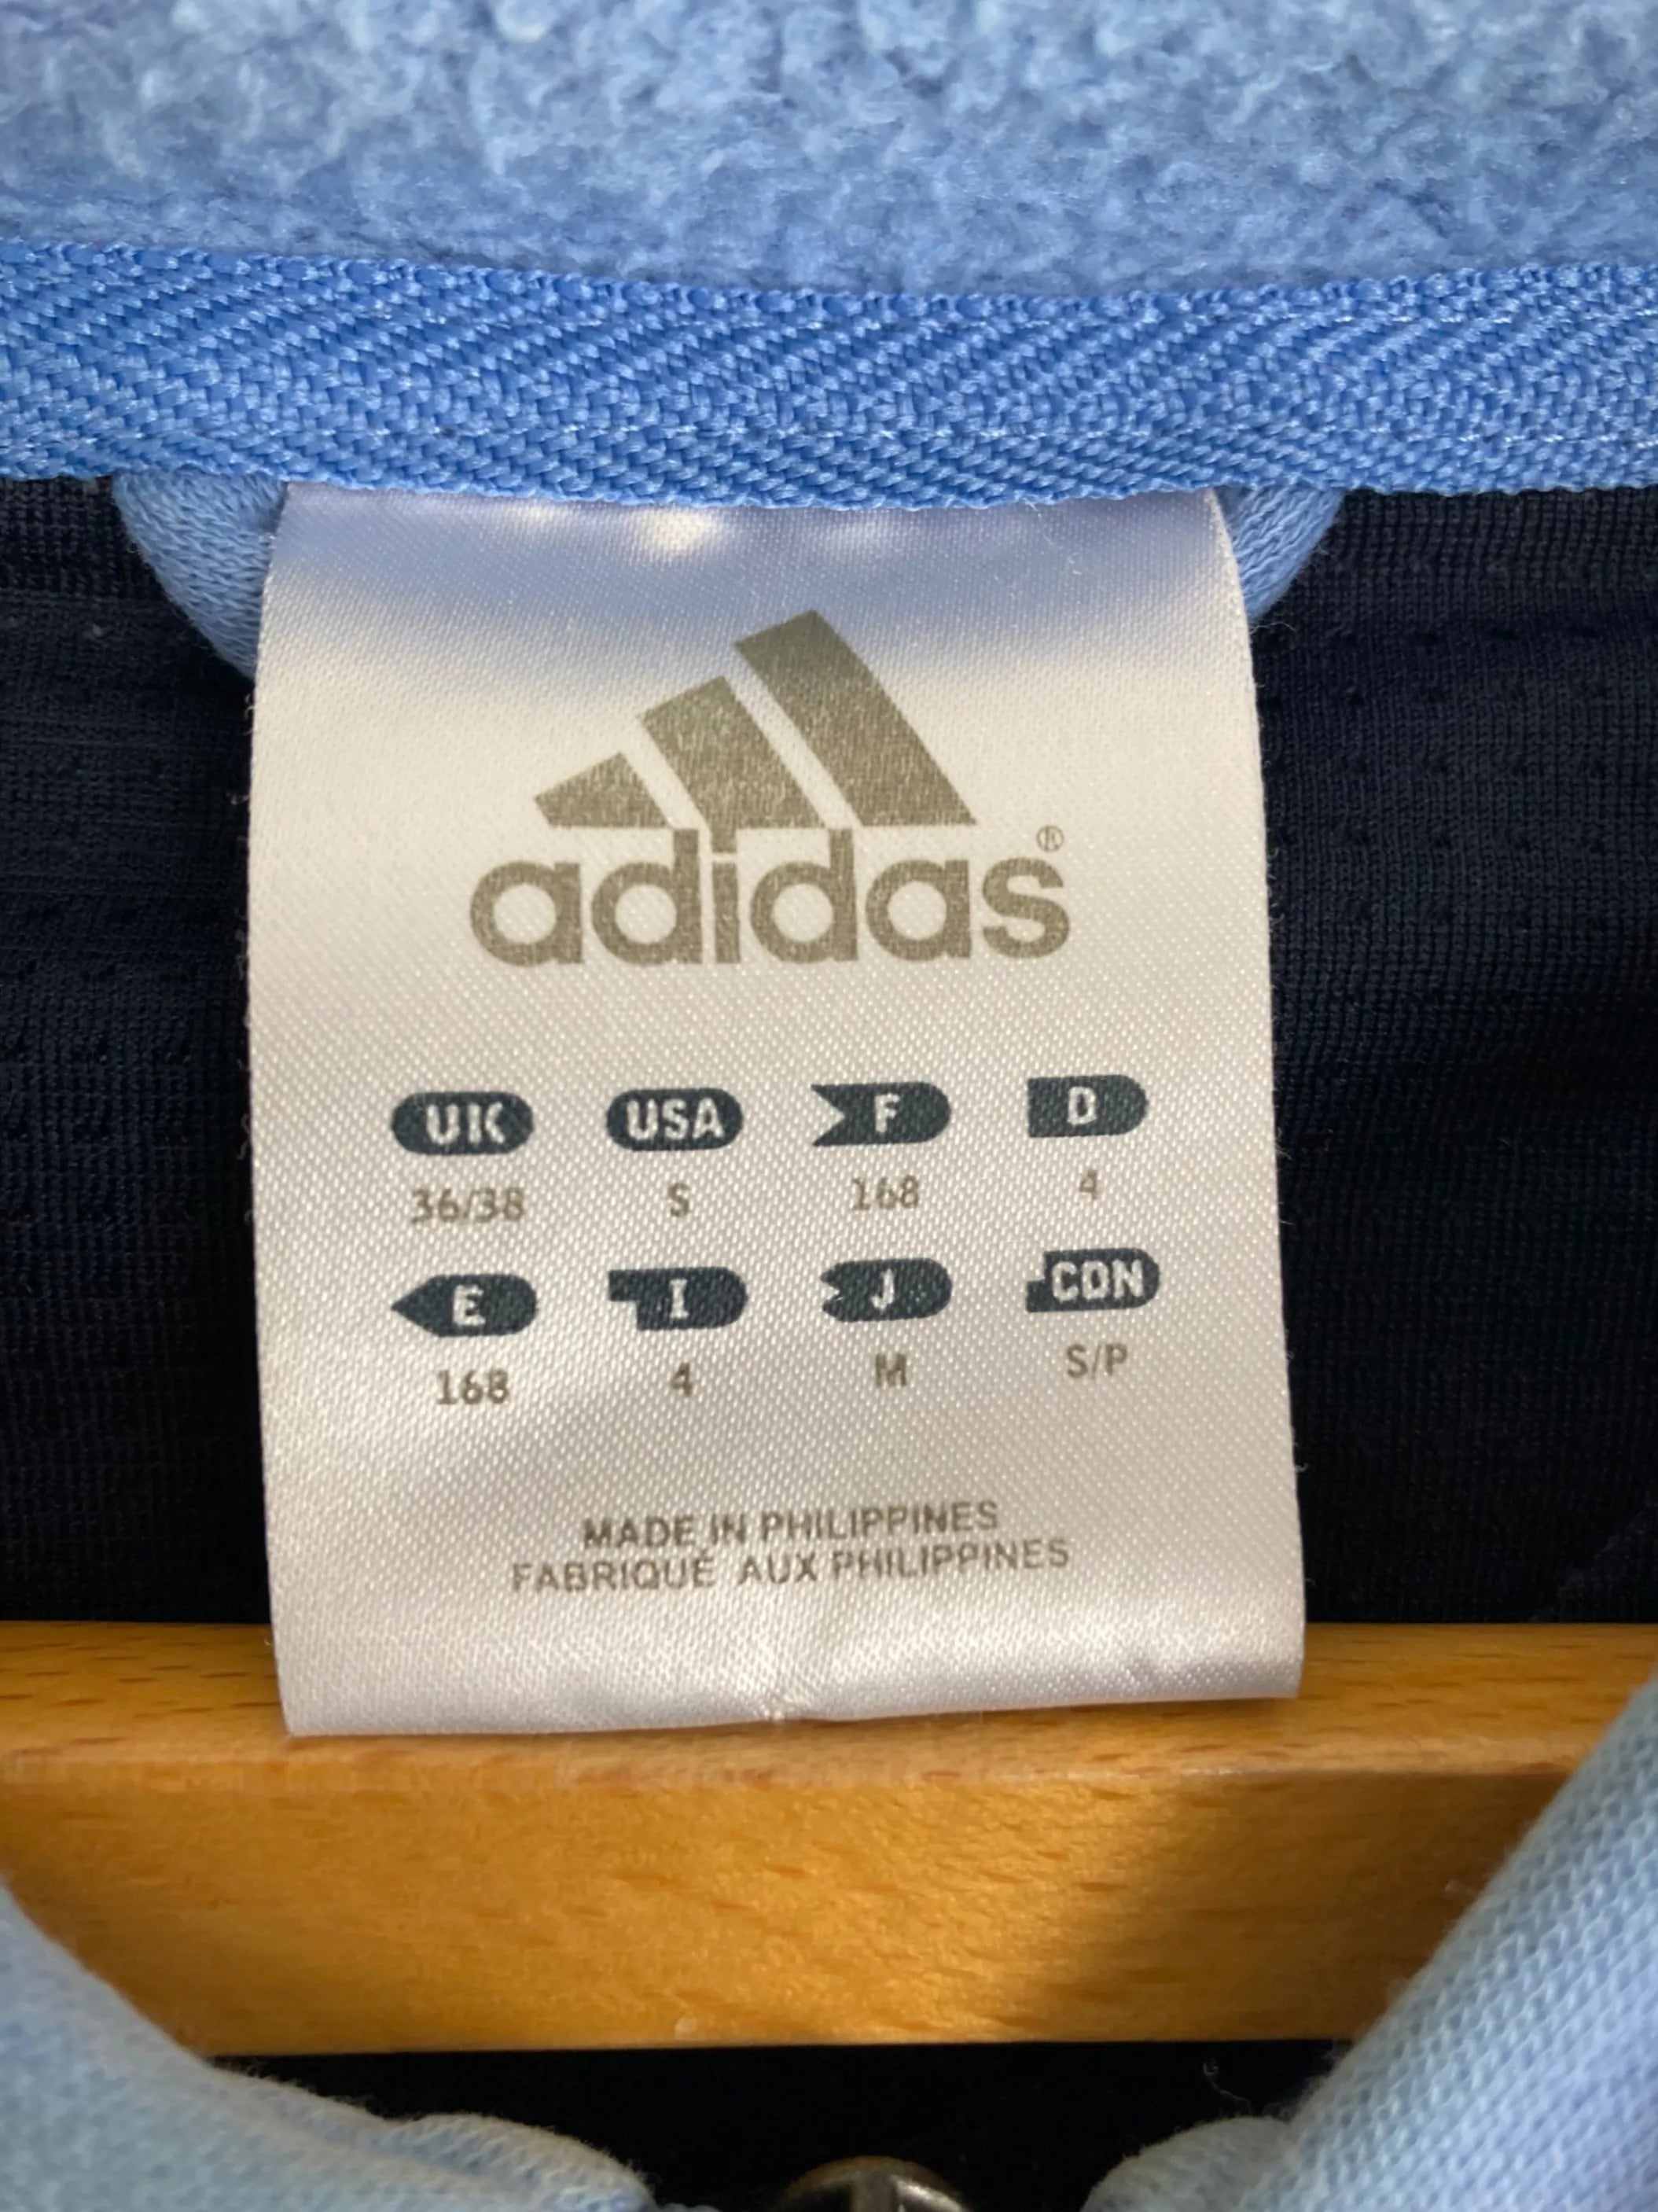 adidas®
UK USA F D
36/38 S 168 4
E I J CDN
168 4 M S/P
MADE IN PHILIPPINES
FABRIQUÉ AUX PHILIPPINES